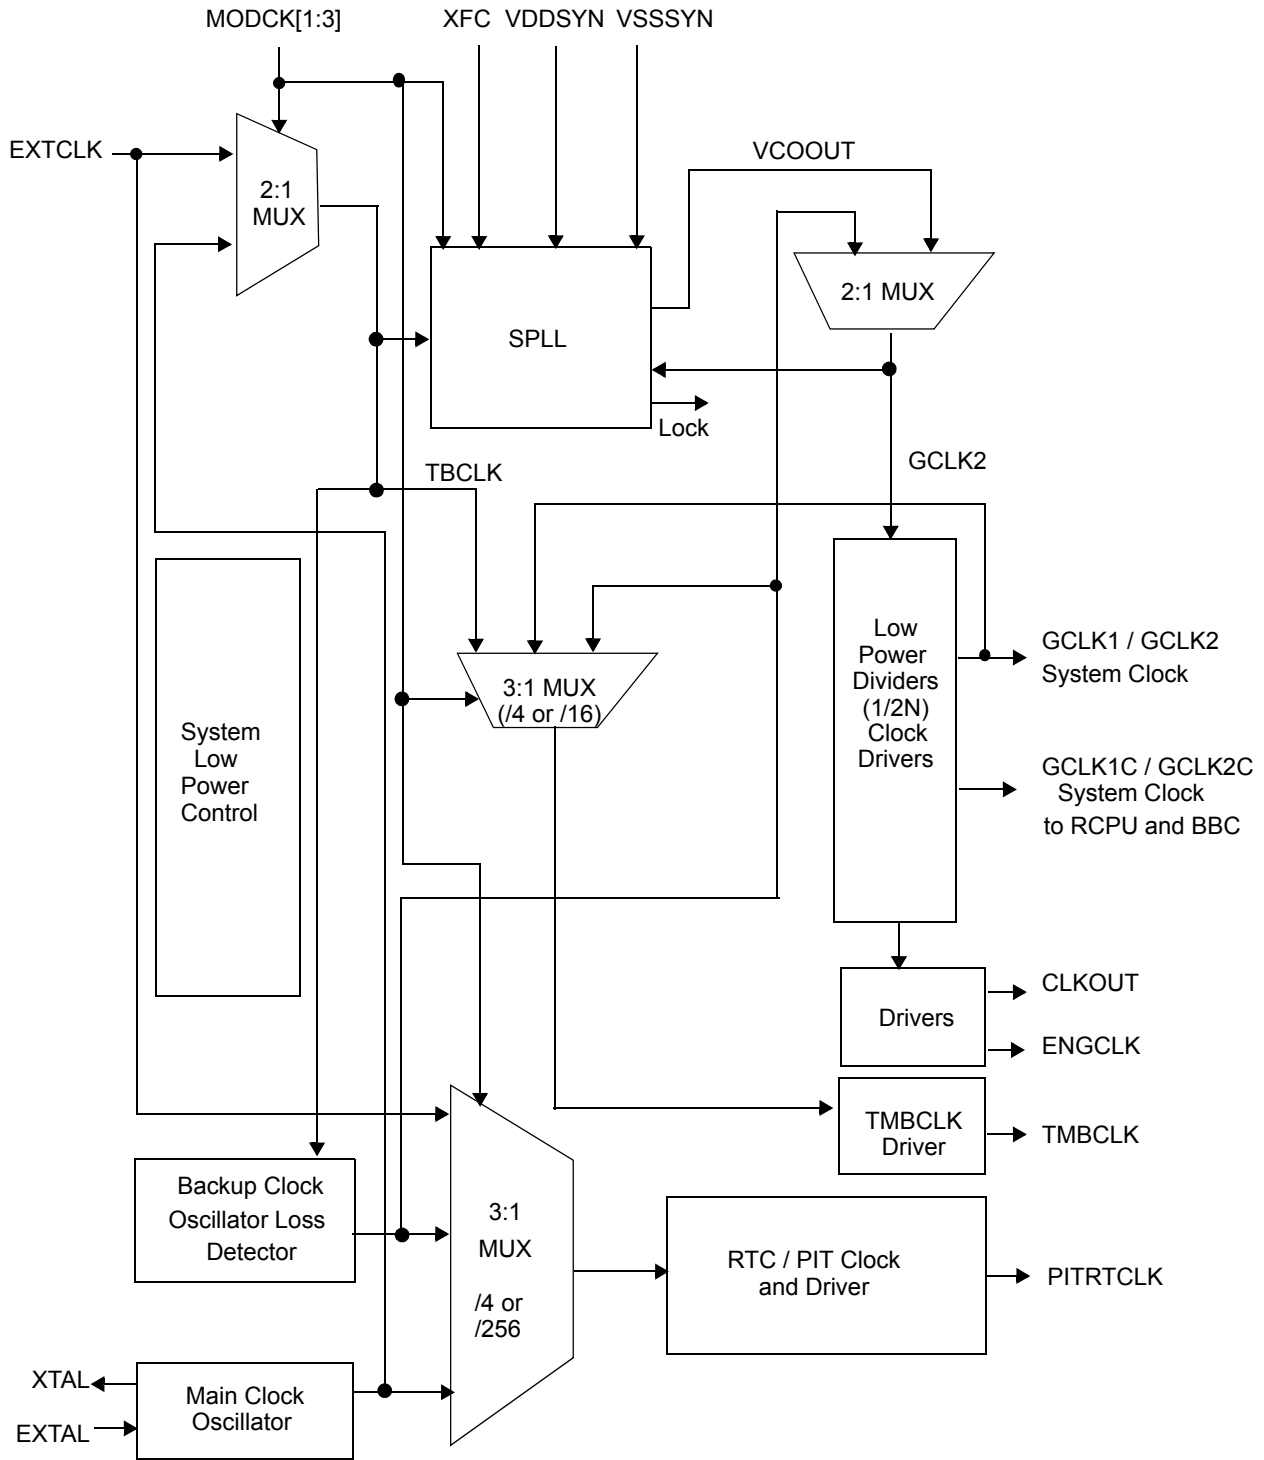 MODCK[1:3]
XFC VDDSYN VSSSYN
EXTCLK
2:1
MUX
VCOOUT
2:1 MUX
SPLL
Lock
GCLK2
TBCLK
Low
Power
Dividers
(1/2N)
Clock
Drivers
GCLK1 / GCLK2
System Clock
3:1 MUX
(/4 or /16)
System
Low
Power
Control
GCLK1C / GCLK2C
System Clock
to RCPU and BBC
Drivers
CLKOUT
ENGCLK
TMBCLK
Driver
TMBCLK
Backup Clock
Oscillator Loss
Detector
3:1
MUX
/4 or
/256
RTC / PIT Clock
and Driver
PITRTCLK
XTAL
EXTAL
Main Clock
Oscillator